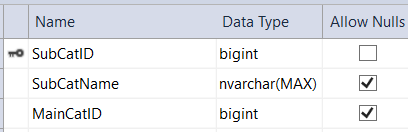 Name Data Type Allow Nulls
SubCatID bigint
SubCatName nvarchar(MAX)
MainCatID bigint